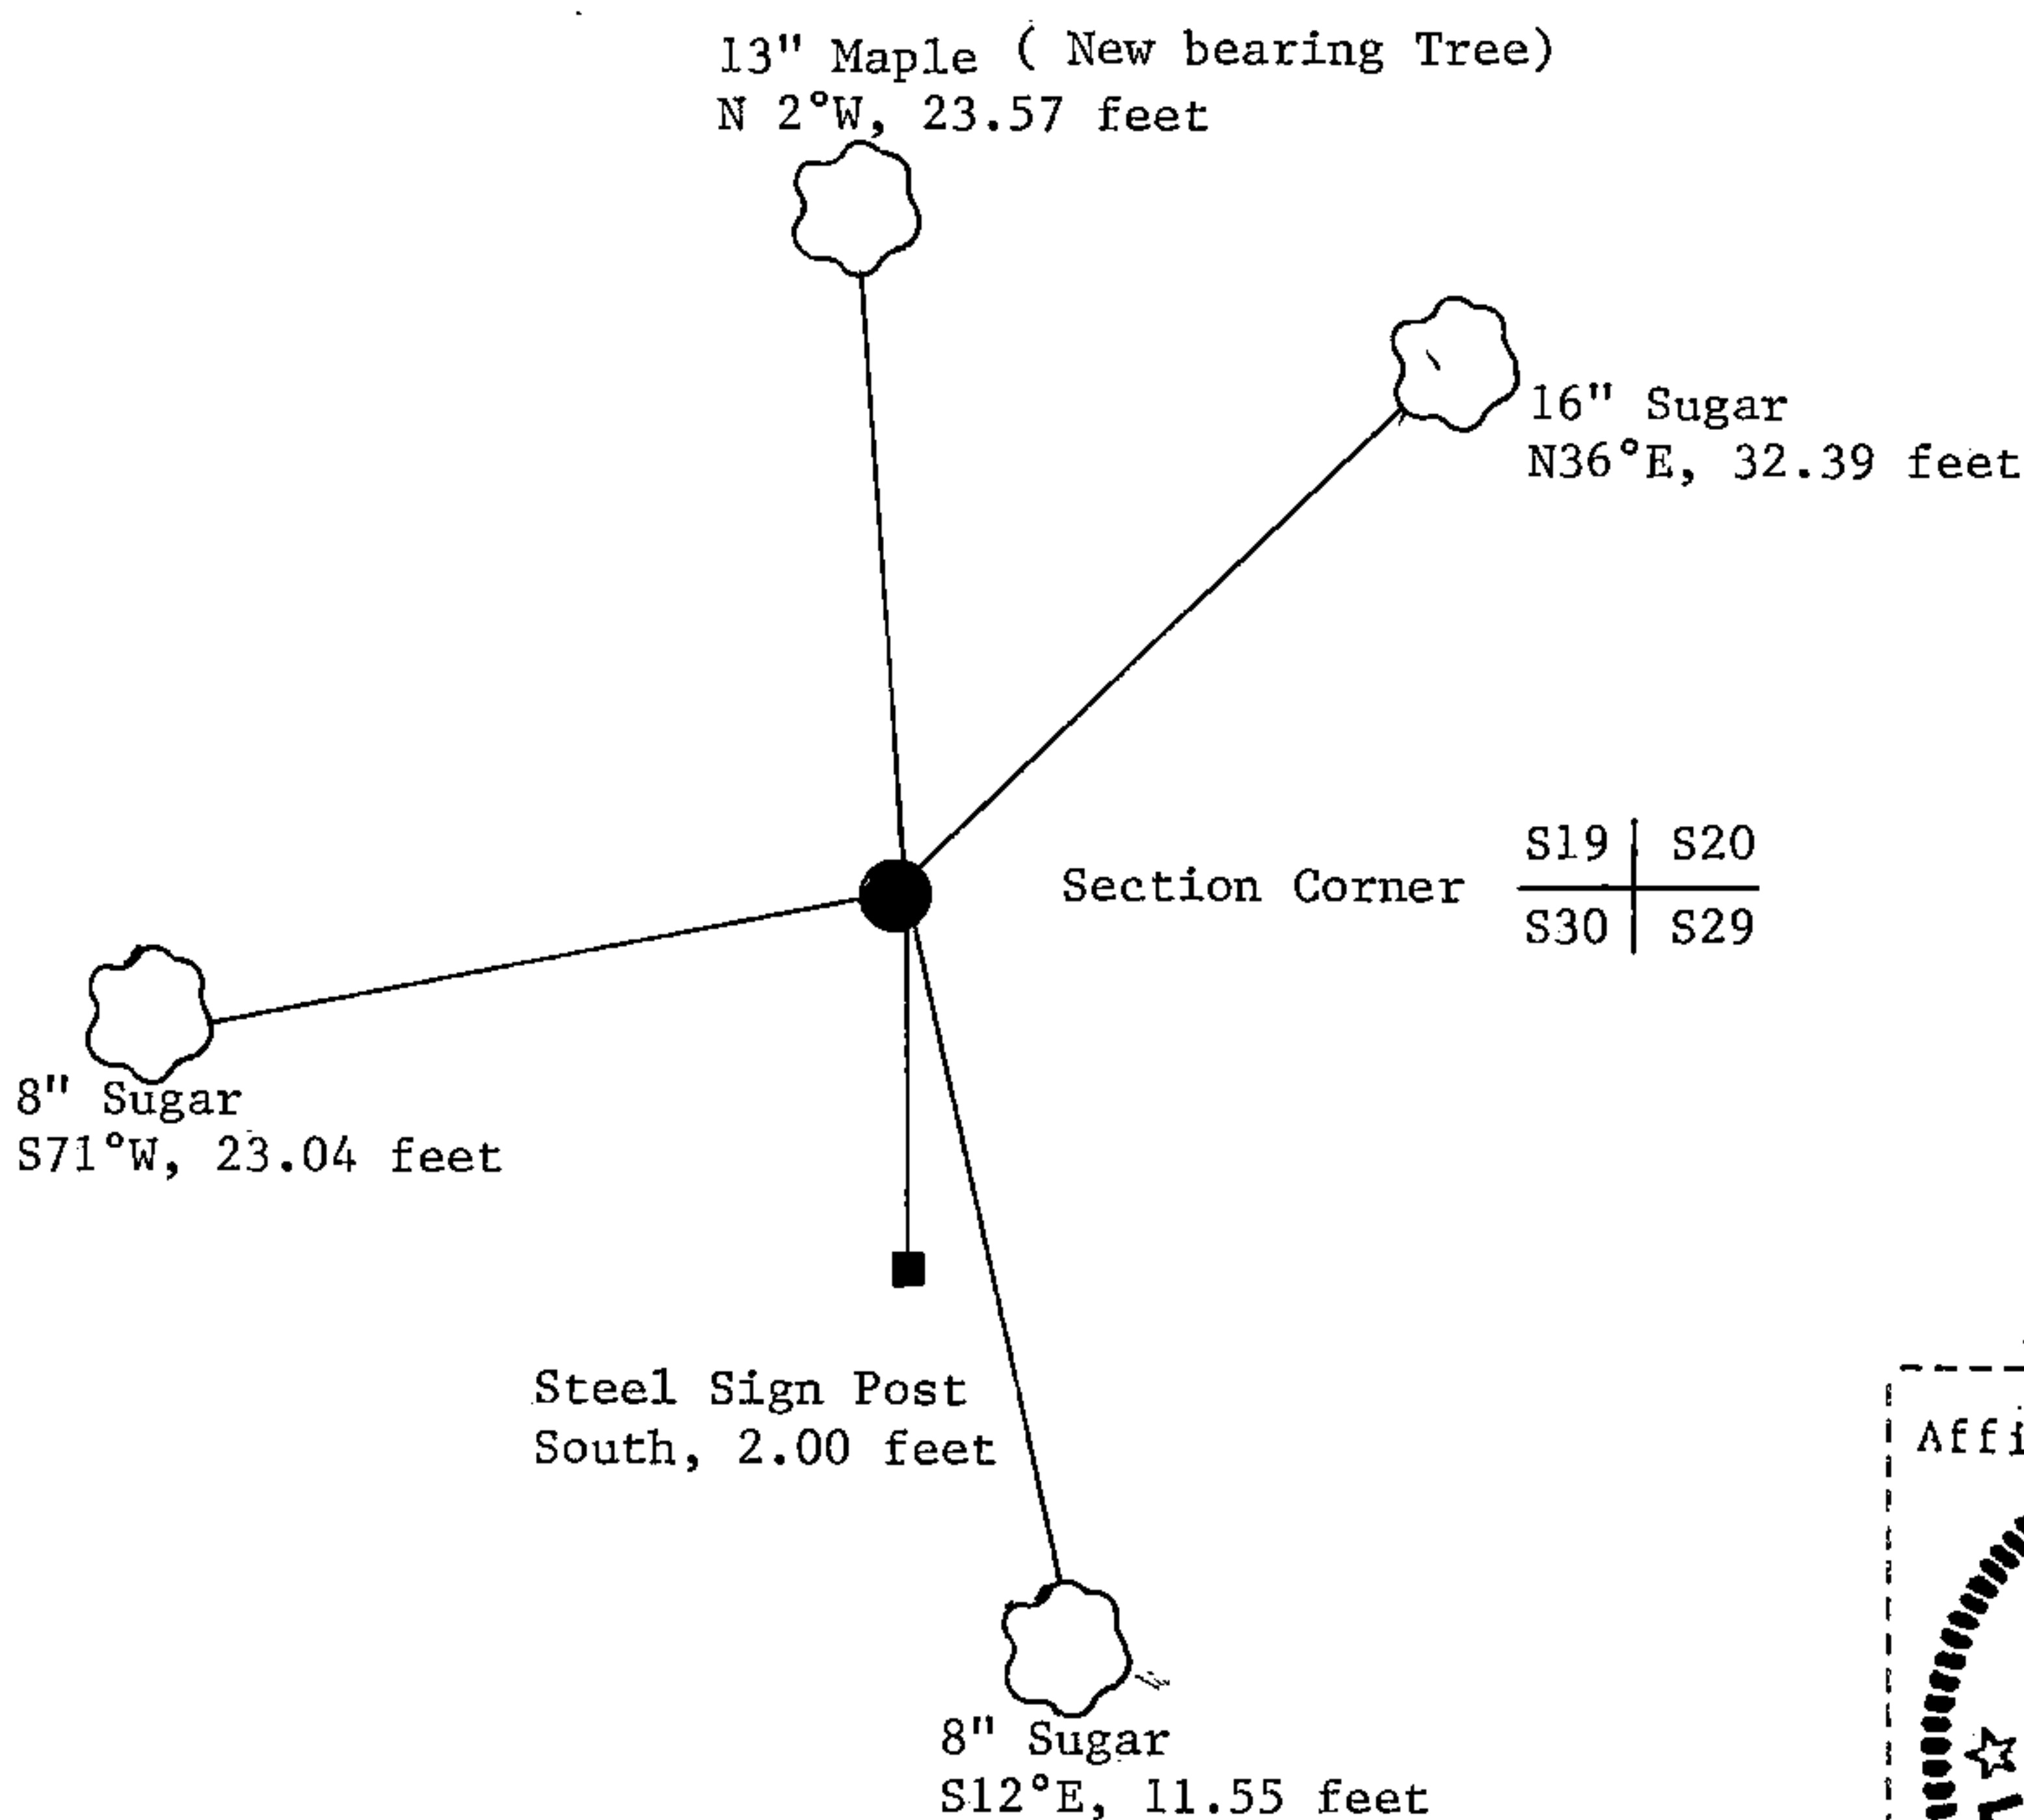 13" Maple ( New bearing Tree)
N 2°W, 23.57 feet
16" Sugar
N36°E, 32.39 feet
Section Corner
S19 S20
S30 S29
8" Sugar
S71°W, 23.04 feet
Steel Sign Post
South, 2.00 feet
8" Sugar
S12°E, 11.55 feet